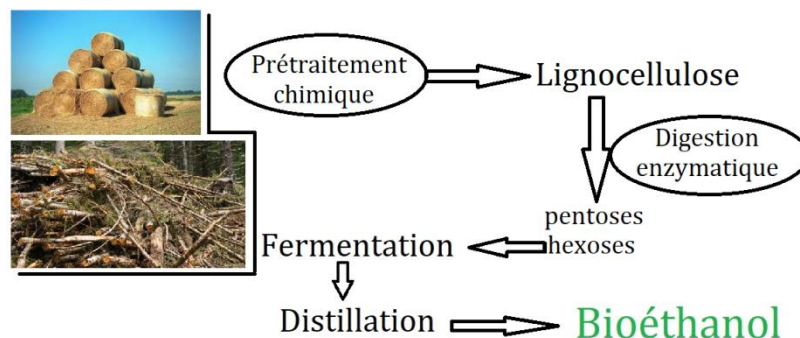 Prétraitement
chimique
Lignocellulose
Digestion
enzymatique
pentoses
hexoses
Fermentation
Distillation
Bioéthanol